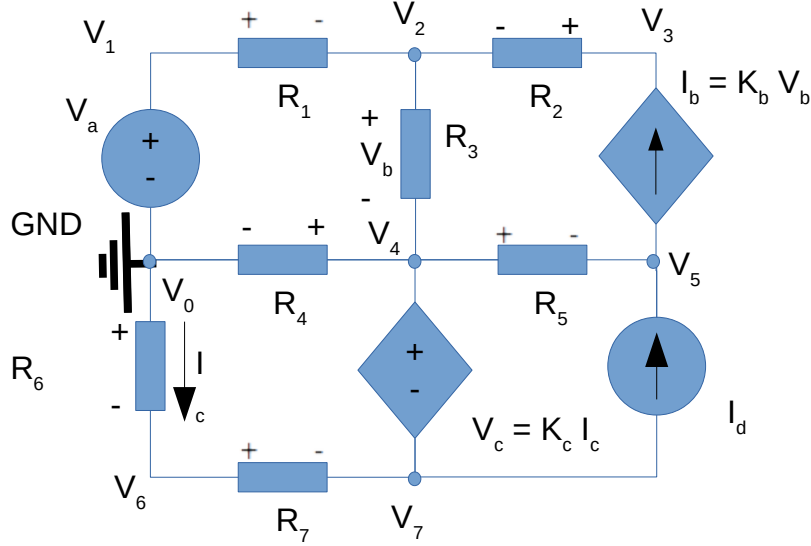 V1
V2
V3
+ -
- +
R1
R2
Ib = Kb Vb
Va
+
-
+
Vb
-
R3
GND
- +
V4
+ -
V5
V0
R4
R5
+
-
R6
I
c
+
-
Vc = Kc Ic
Id
V6
+ -
R7
V7